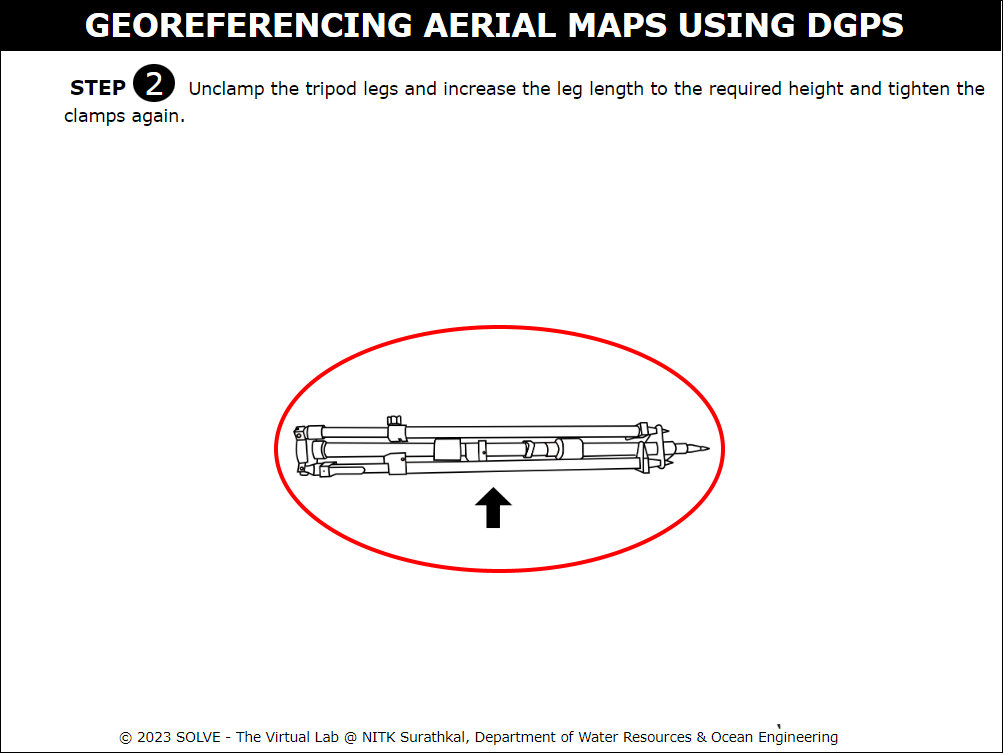 GEOREFERENCING AERIAL MAPS USING DGPS
STEP 2 Unclamp the tripod legs and increase the leg length to the required height and tighten the
clamps again.
© 2023 SOLVE - The Virtual Lab @ NITK Surathkal, Department of Water Resources & Ocean Engineering